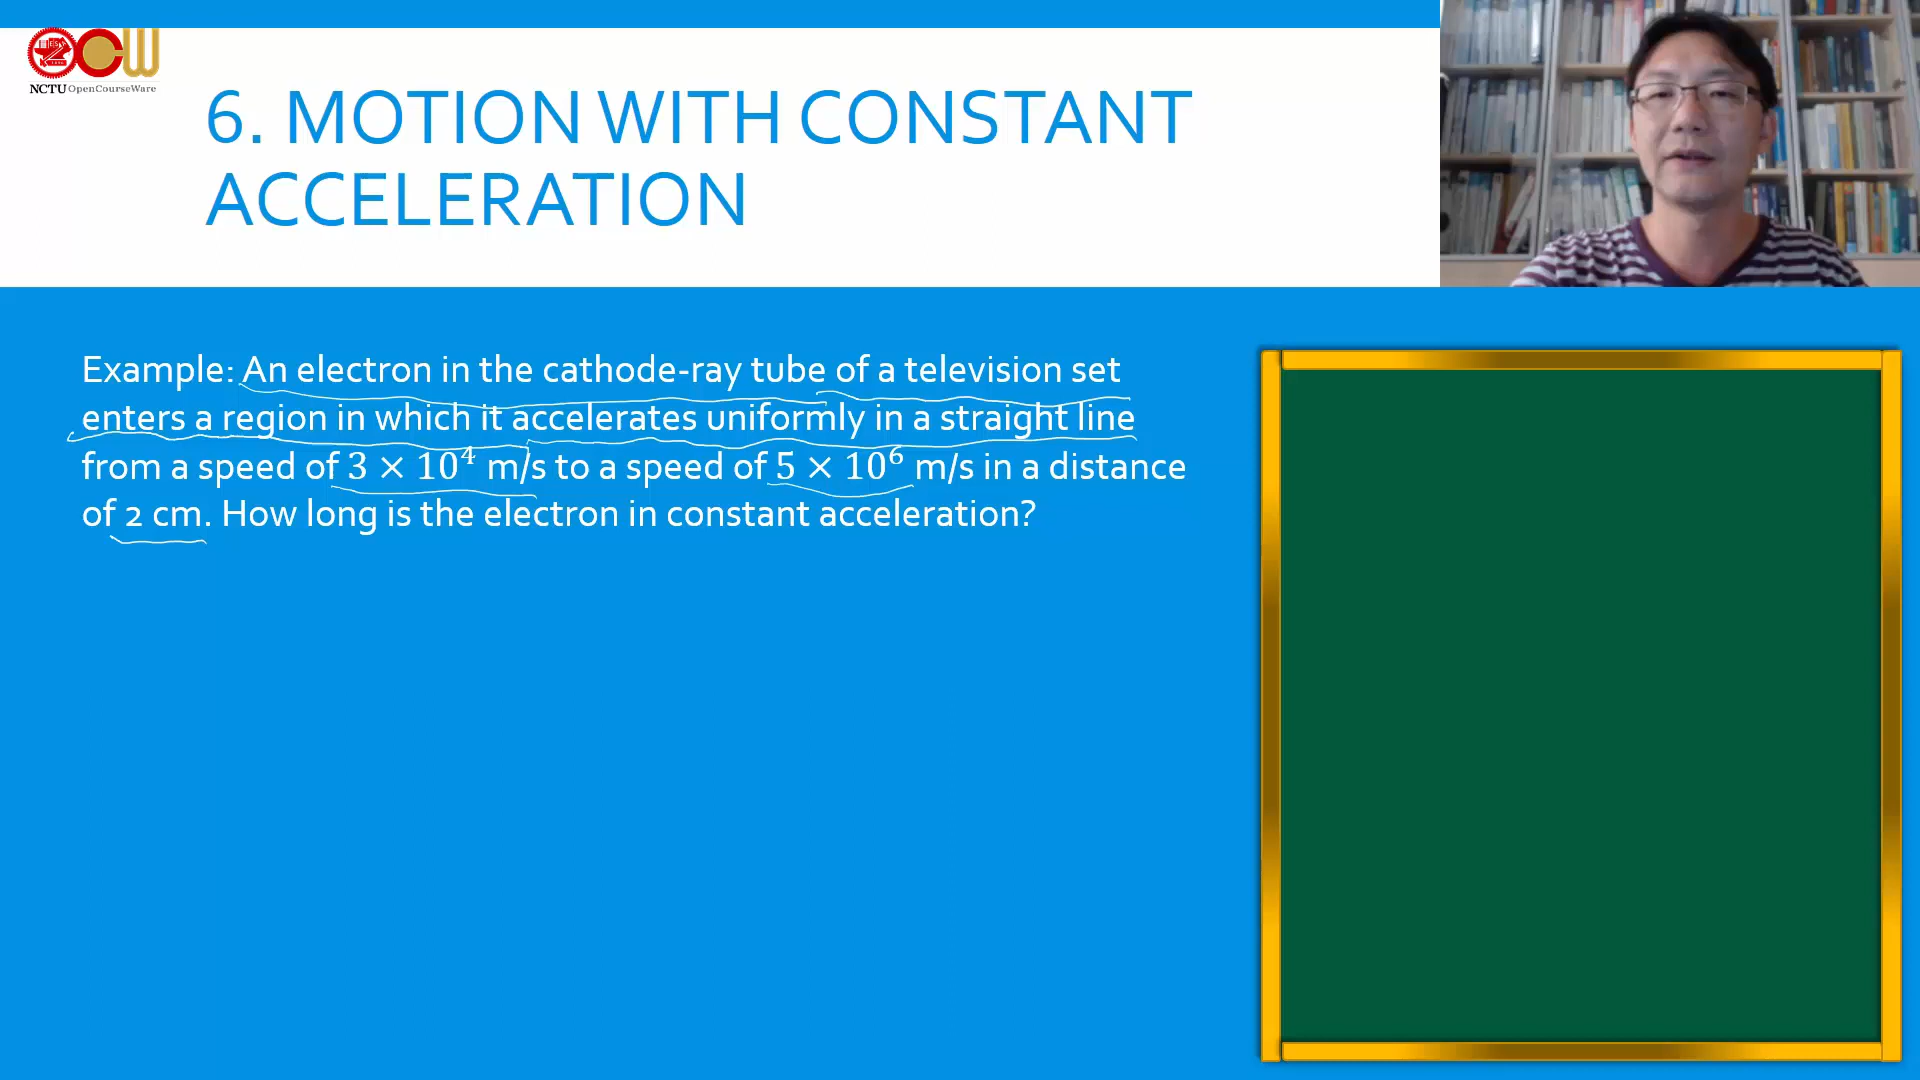 NCTU OpenCourseWare
6. MOTION WITH CONSTANT
ACCELERATION
Example: An electron in the cathode-ray tube of a television set
enters a region in which it accelerates uniformly in a straight line
from a speed of 3 × 10⁴ m/s to a speed of 5 × 10⁶ m/s in a distance
of 2 cm. How long is the electron in constant acceleration?